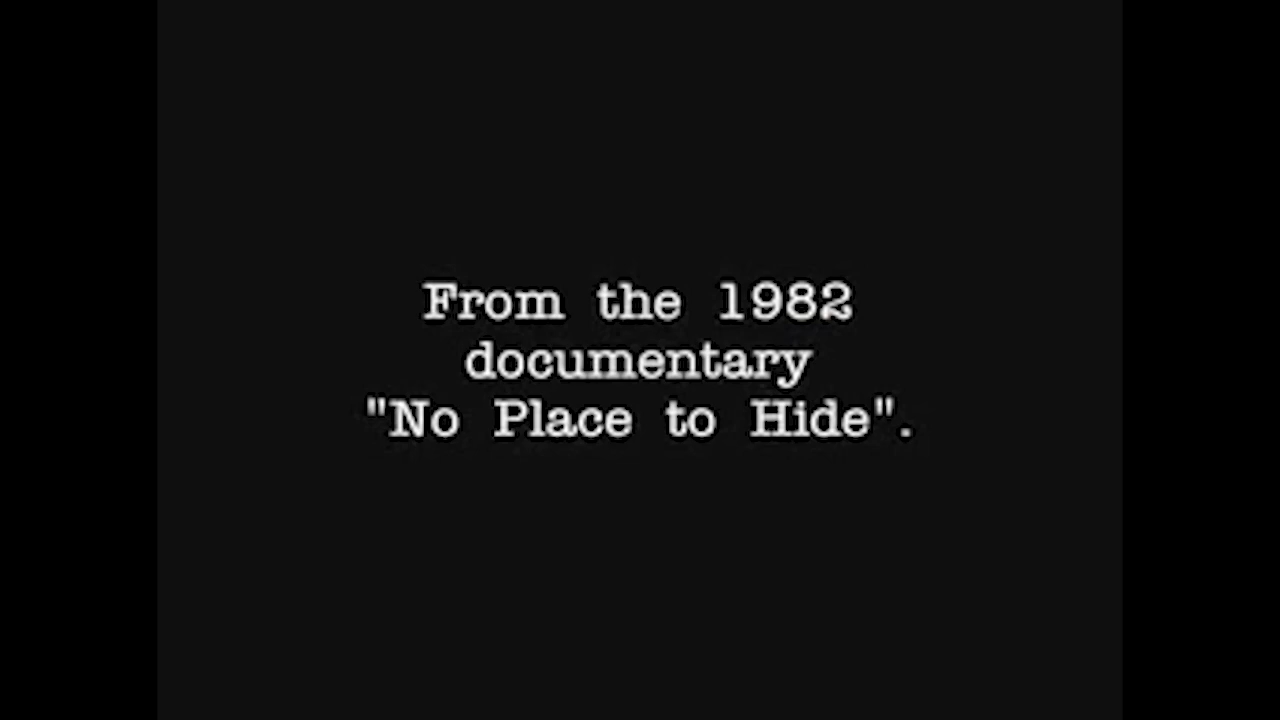 From the 1982
documentary
"No Place to Hide".